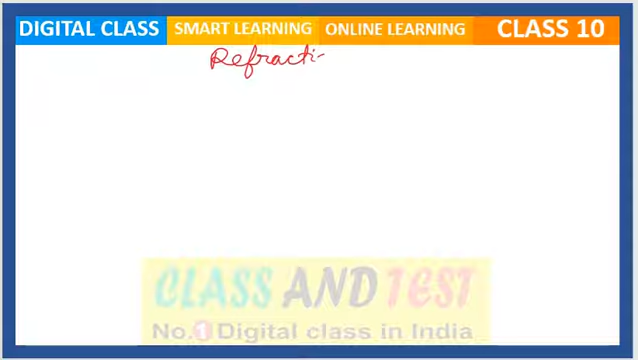 DIGITAL CLASS SMART LEARNING ONLINE LEARNING CLASS 10
Refracti
CLASS AND TEST
No.1 Digital class in India